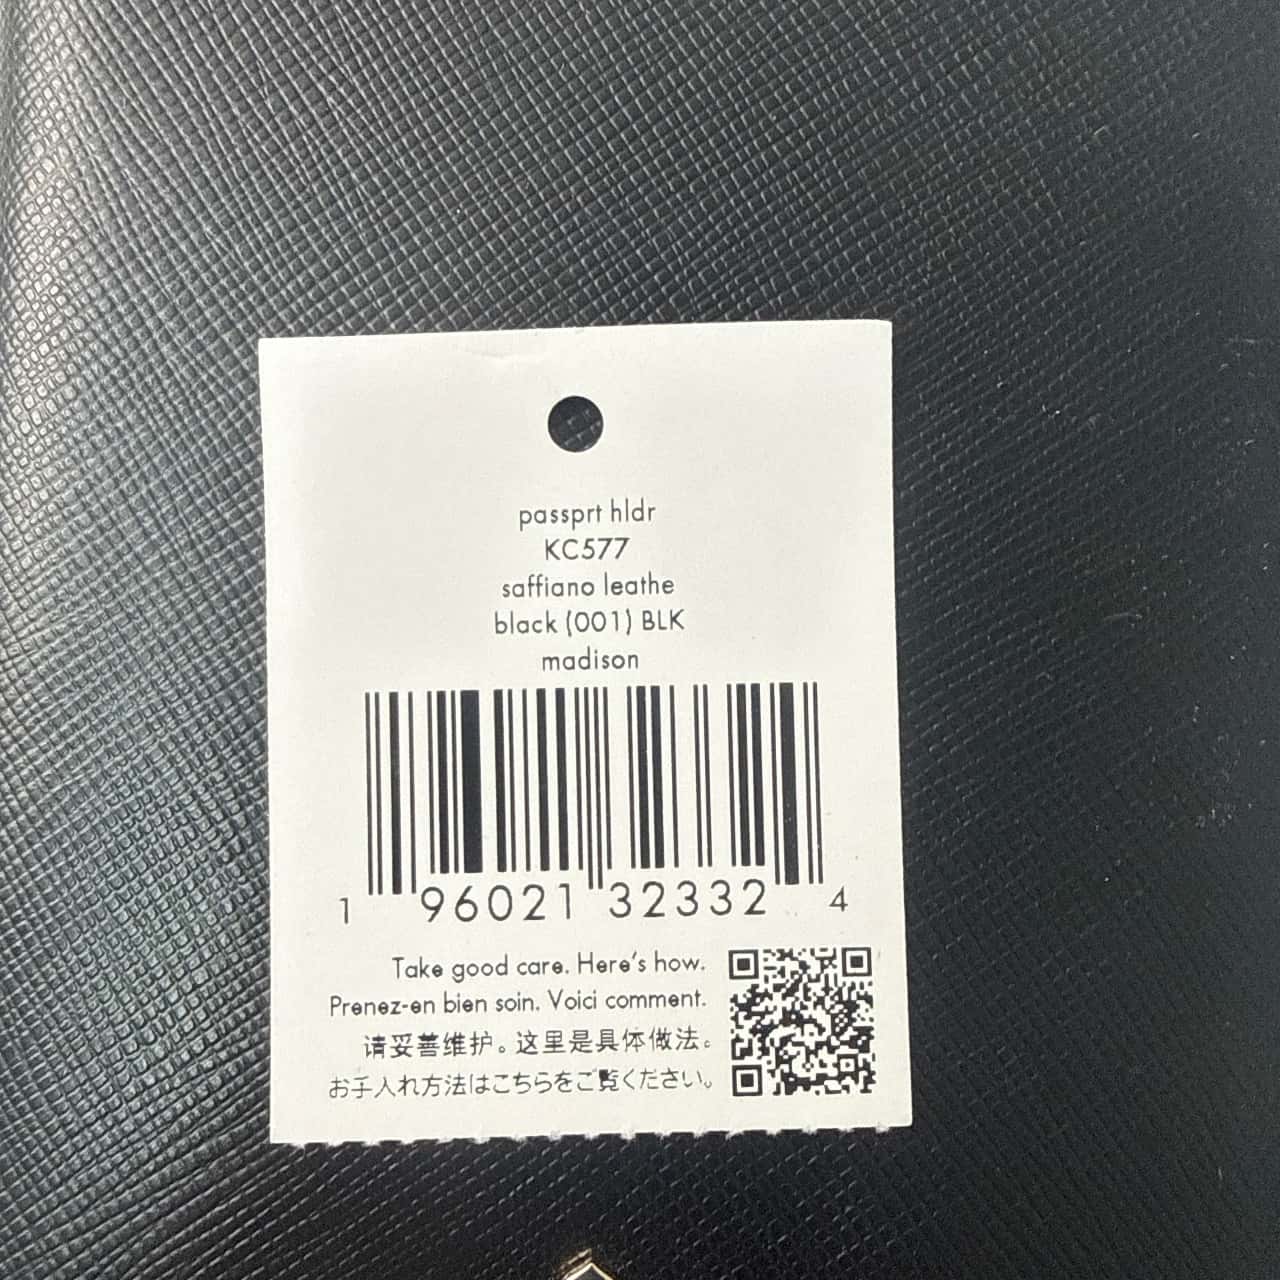 passprt hldr
KC577
saffiano leathe
black (001) BLK
madison
1 96021 32332 4
Take good care. Here's how.
Prenez-en bien soin. Voici comment.
请妥善维护。这里是具体做法。
お手入れ方法はこちらをご覧ください。